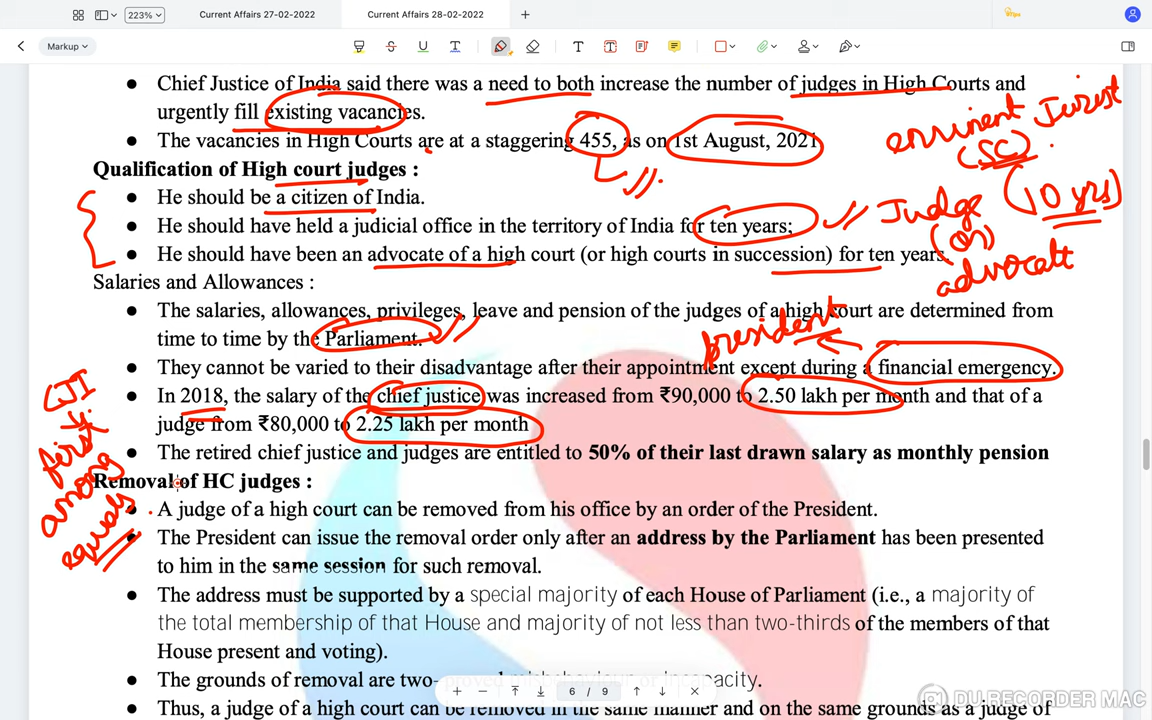 223%
Current Affairs 27-02-2022
Current Affairs 28-02-2022
Markup
● Chief Justice of India said there was a need to both increase the number of judges in High Courts and
urgently fill existing vacancies.
● The vacancies in High Courts are at a staggering 455, as on 1st August, 2021
eminent Jurist
(SC)
Qualification of High court judges :
● He should be a citizen of India.
● He should have held a judicial office in the territory of India for ten years;
Judge (10 yrs)
(or)
advocate
● He should have been an advocate of a high court (or high courts in succession) for ten years.
Salaries and Allowances :
● The salaries, allowances, privileges, leave and pension of the judges of a high court are determined from
time to time by the Parliament.
president
● They cannot be varied to their disadvantage after their appointment except during a financial emergency.
● In 2018, the salary of the chief justice was increased from ₹90,000 to 2.50 lakh per month and that of a
judge from ₹80,000 to 2.25 lakh per month
CJI
first
among
equals
● The retired chief justice and judges are entitled to 50% of their last drawn salary as monthly pension
Removal of HC judges :
● A judge of a high court can be removed from his office by an order of the President.
● The President can issue the removal order only after an address by the Parliament has been presented
to him in the same session for such removal.
● The address must be supported by a special majority of each House of Parliament (i.e., a majority of
the total membership of that House and majority of not less than two-thirds of the members of that
House present and voting).
● The grounds of removal are two-
6 / 9
● Thus, a judge of a high court can be removed in the same manner and on the same grounds as a judge of
DU RECORDER MAC